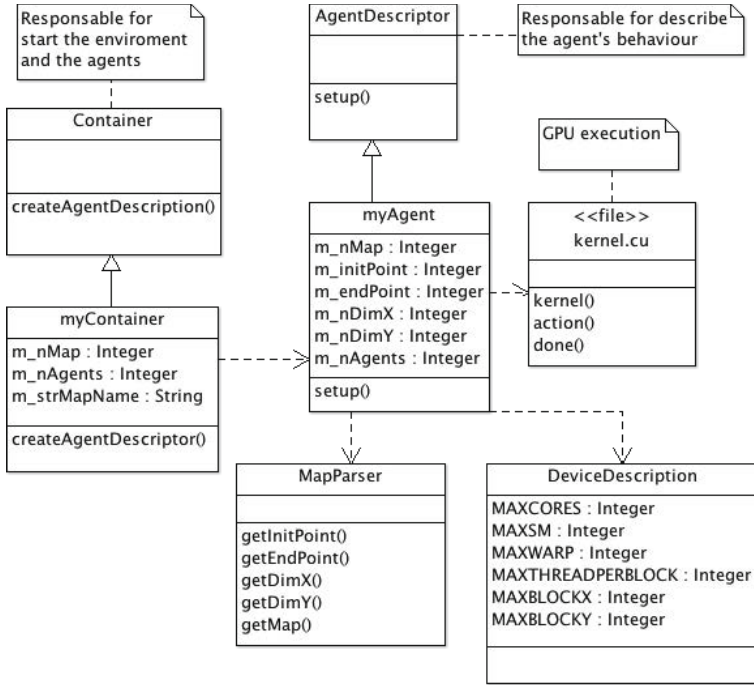 Responsable for
start the enviroment
and the agents
Container
createAgentDescription()
myContainer
m_nMap : Integer
m_nAgents : Integer
m_strMapName : String
createAgentDescriptor()
AgentDescriptor
setup()
Responsable for describe
the agent's behaviour
myAgent
m_nMap : Integer
m_initPoint : Integer
m_endPoint : Integer
m_nDimX : Integer
m_nDimY : Integer
m_nAgents : Integer
setup()
GPU execution
<<file>>
kernel.cu
kernel()
action()
done()
MapParser
getInitPoint()
getEndPoint()
getDimX()
getDimY()
getMap()
DeviceDescription
MAXCORES : Integer
MAXSM : Integer
MAXWARP : Integer
MAXTHREADPERBLOCK : Integer
MAXBLOCKX : Integer
MAXBLOCKY : Integer